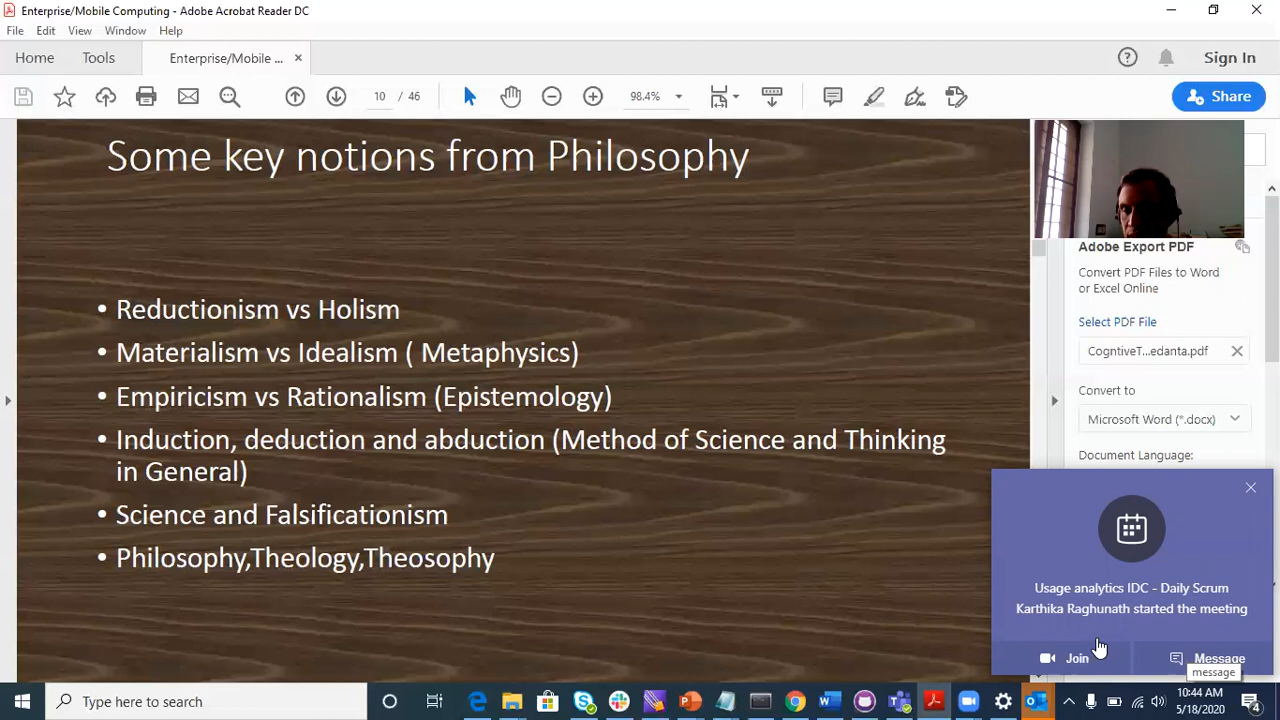 Enterprise/Mobile Computing - Adobe Acrobat Reader DC
File Edit View Window Help
Home Tools Enterprise/Mobile ... × Sign In
10 / 46 98.4% Share
Some key notions from Philosophy
• Reductionism vs Holism
• Materialism vs Idealism ( Metaphysics)
• Empiricism vs Rationalism (Epistemology)
• Induction, deduction and abduction (Method of Science and Thinking
in General)
• Science and Falsificationism
• Philosophy,Theology,Theosophy
Adobe Export PDF
Convert PDF Files to Word
or Excel Online
Select PDF File
CogntiveT...edanta.pdf
Convert to
Microsoft Word (*.docx)
Document Language:
Usage analytics IDC - Daily Scrum
Karthika Raghunath started the meeting
Join Message
message
Type here to search
10:44 AM
5/18/2020
4